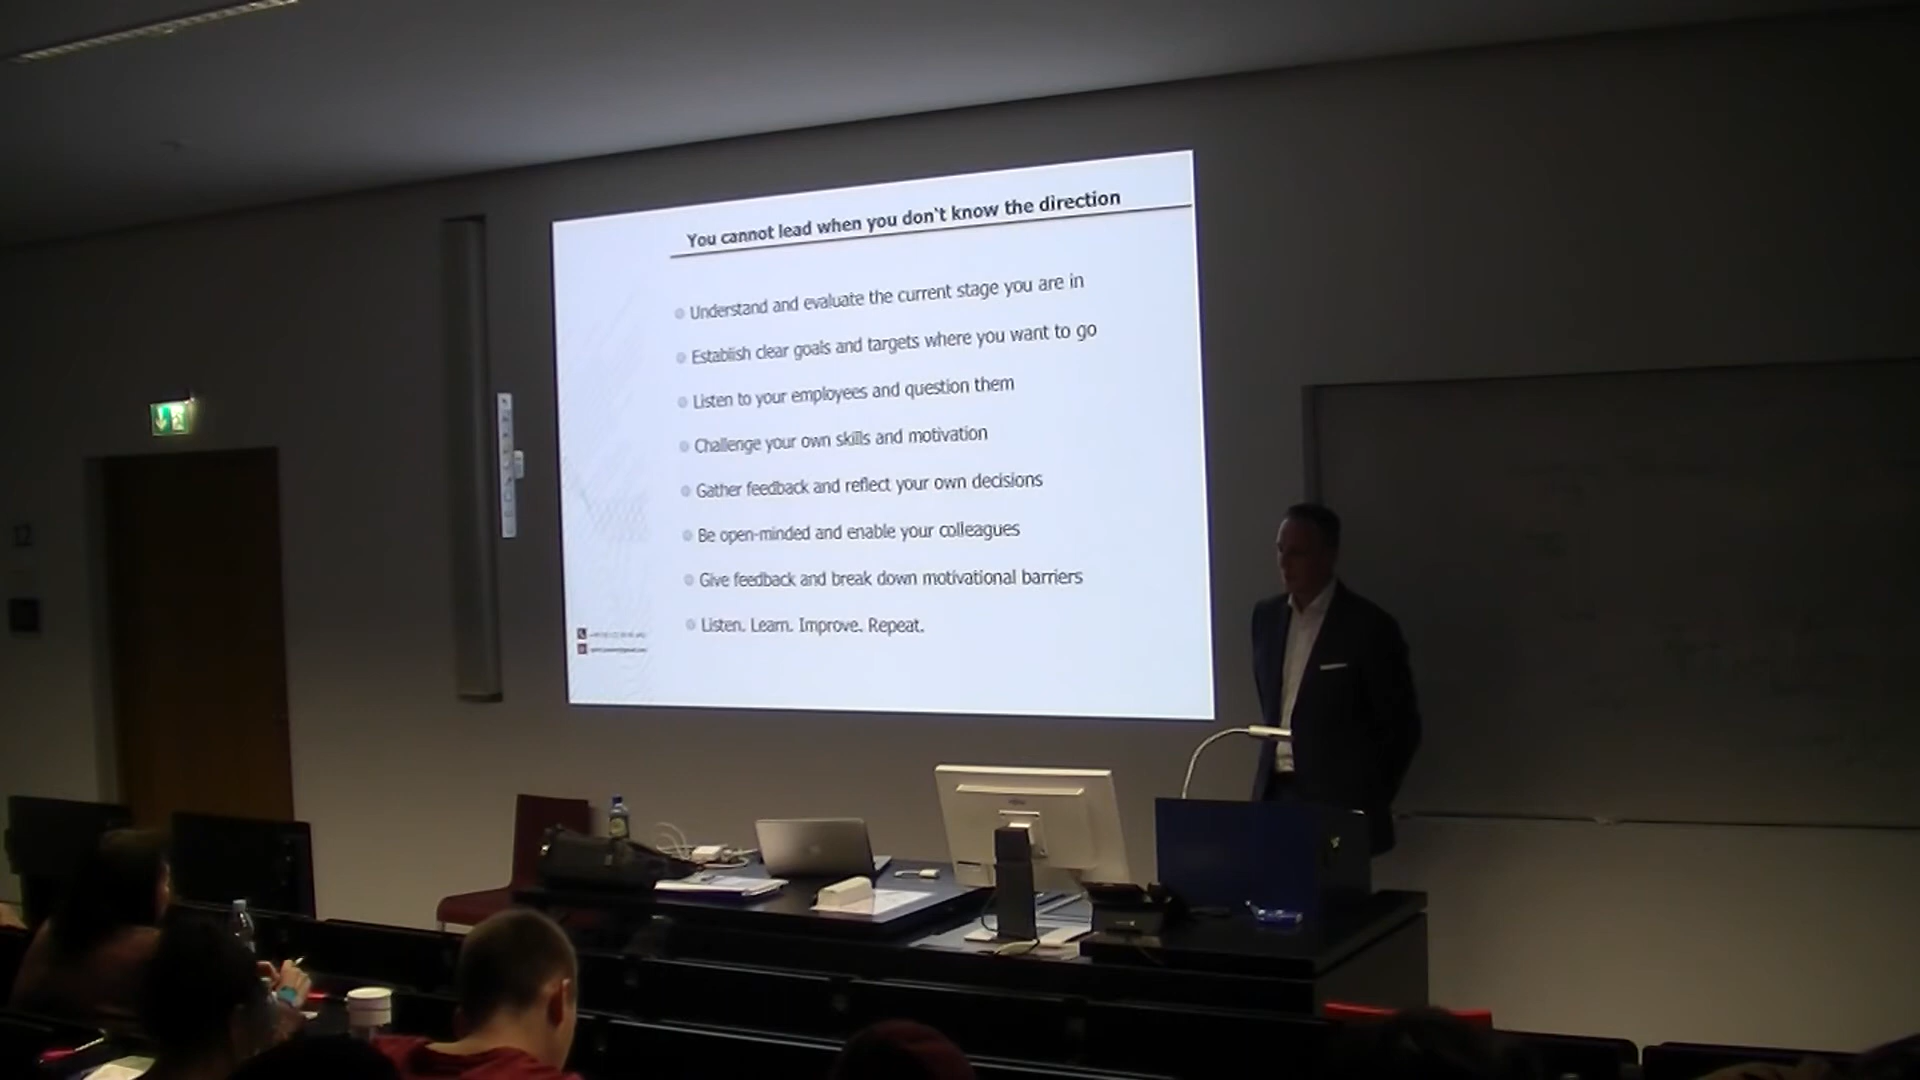 You cannot lead when you don't know the direction
Understand and evaluate the current stage you are in
Establish clear goals and targets where you want to go
Listen to your employees and question them
Challenge your own skills and motivation
Gather feedback and reflect your own decisions
Be open-minded and enable your colleagues
Give feedback and break down motivational barriers
Listen. Learn. Improve. Repeat.
12